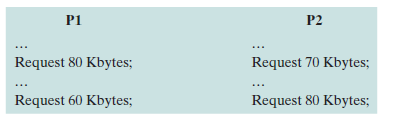 P1 P2
... ...
Request 80 Kbytes; Request 70 Kbytes;
... ...
Request 60 Kbytes; Request 80 Kbytes;